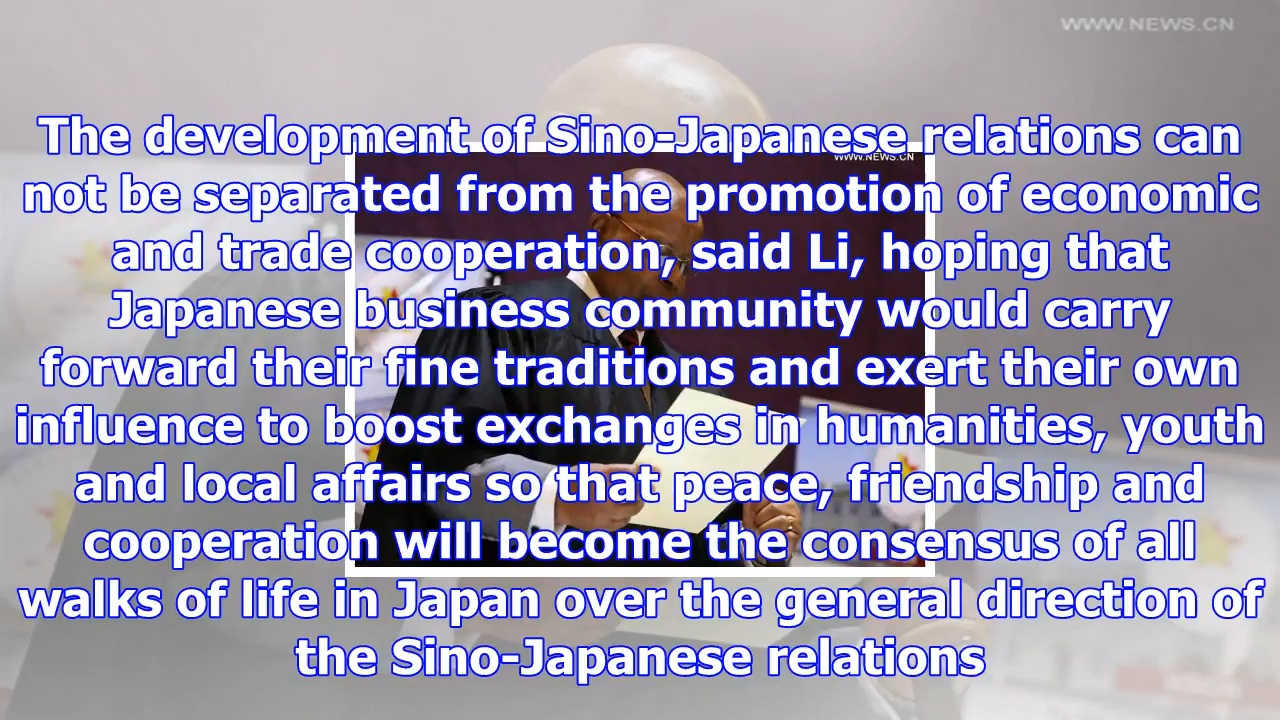 WWW.NEWS.CN
The development of Sino-Japanese relations can
WWW.NEWS.CN
not be separated from the promotion of economic
and trade cooperation, said Li, hoping that
Japanese business community would carry
forward their fine traditions and exert their own
influence to boost exchanges in humanities, youth
and local affairs so that peace, friendship and
cooperation will become the consensus of all
walks of life in Japan over the general direction of
the Sino-Japanese relations